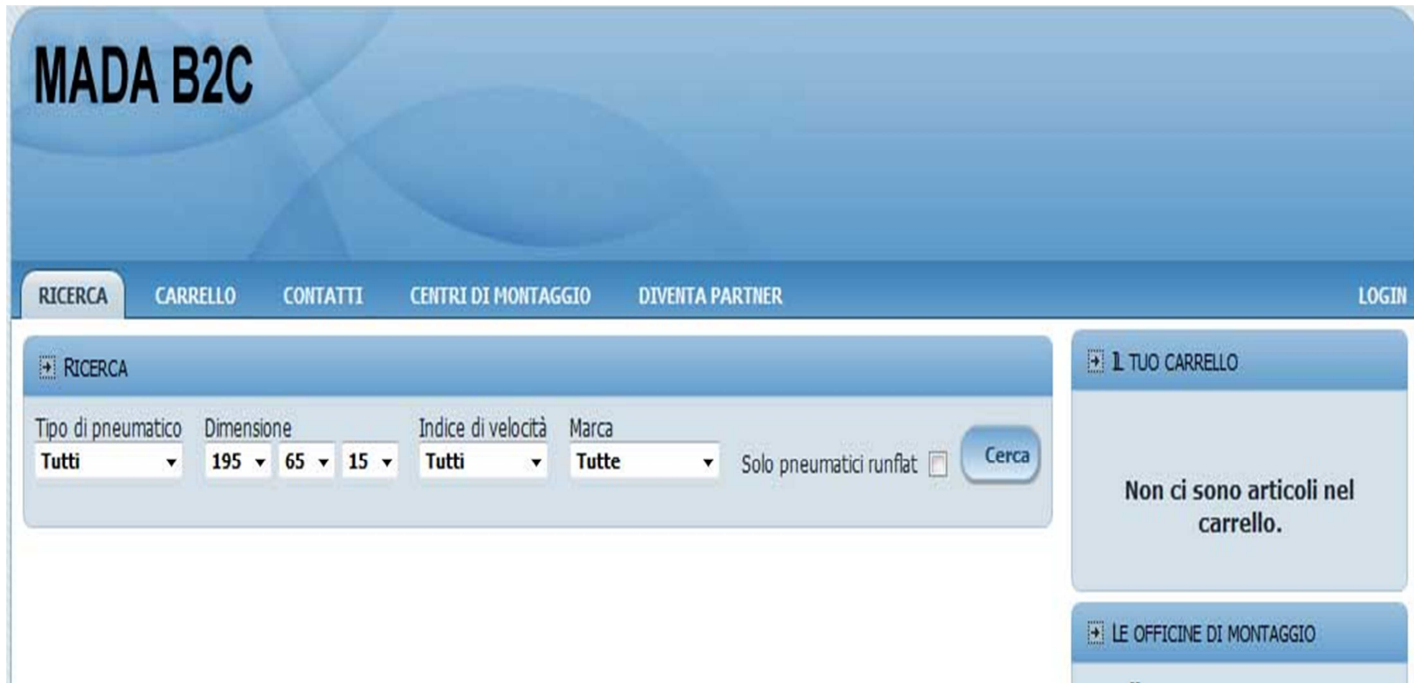 MADA B2C
RICERCA CARRELLO CONTATTI CENTRI DI MONTAGGIO DIVENTA PARTNER LOGIN
RICERCA
Tipo di pneumatico Dimensione Indice di velocità Marca
Tutti 195 65 15 Tutti Tutte Solo pneumatici runflat Cerca
IL TUO CARRELLO
Non ci sono articoli nel
carrello.
LE OFFICINE DI MONTAGGIO